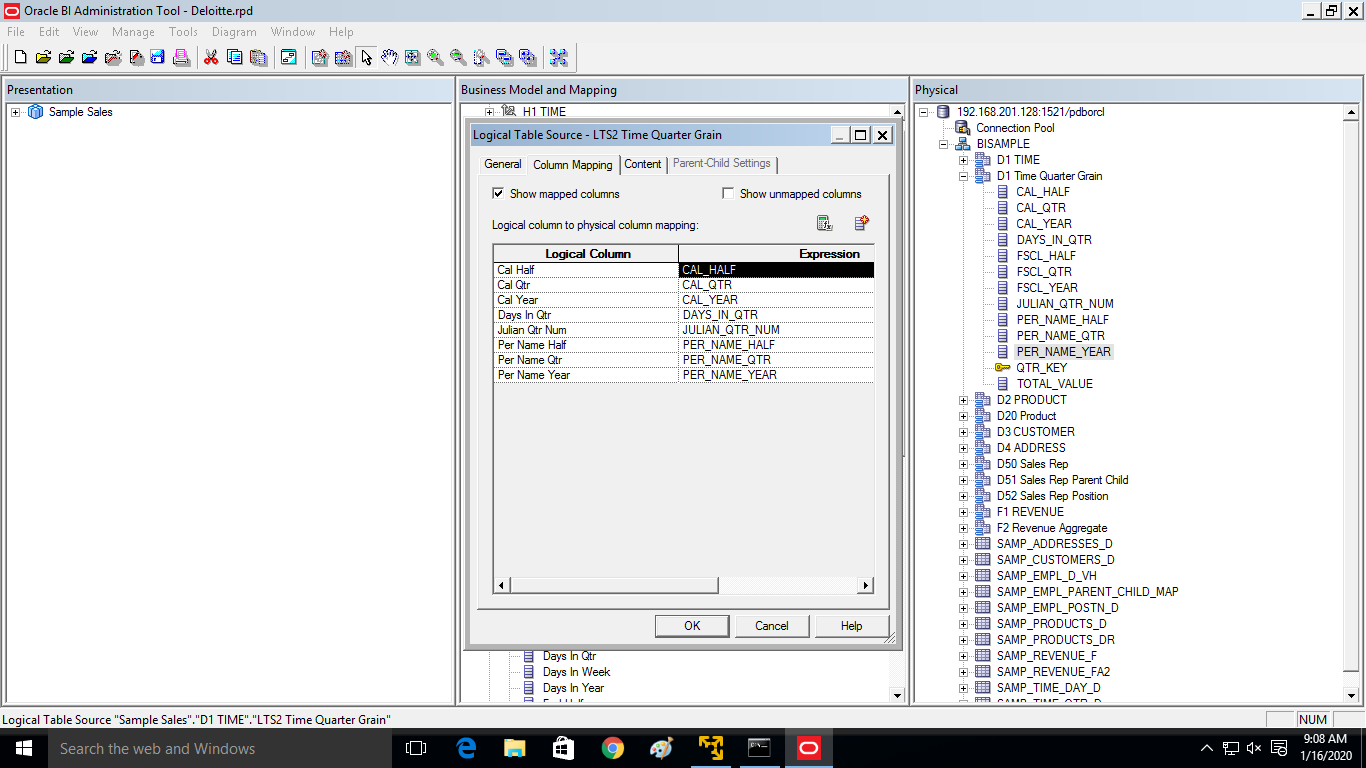 Oracle BI Administration Tool - Deloitte.rpd
File Edit View Manage Tools Diagram Window Help
Presentation
Sample Sales
Business Model and Mapping
H1 TIME
Logical Table Source - LTS2 Time Quarter Grain
General Column Mapping Content Parent-Child Settings
Show mapped columns Show unmapped columns
Logical column to physical column mapping:
Logical Column Expression
Cal Half CAL_HALF
Cal Qtr CAL_QTR
Cal Year CAL_YEAR
Days In Qtr DAYS_IN_QTR
Julian Qtr Num JULIAN_QTR_NUM
Per Name Half PER_NAME_HALF
Per Name Qtr PER_NAME_QTR
Per Name Year PER_NAME_YEAR
OK Cancel Help
Days In Qtr
Days In Week
Days In Year
Physical
192.168.201.128:1521/pdborcl
Connection Pool
BISAMPLE
D1 TIME
D1 Time Quarter Grain
CAL_HALF
CAL_QTR
CAL_YEAR
DAYS_IN_QTR
FSCL_HALF
FSCL_QTR
FSCL_YEAR
JULIAN_QTR_NUM
PER_NAME_HALF
PER_NAME_QTR
PER_NAME_YEAR
QTR_KEY
TOTAL_VALUE
D2 PRODUCT
D20 Product
D3 CUSTOMER
D4 ADDRESS
D50 Sales Rep
D51 Sales Rep Parent Child
D52 Sales Rep Position
F1 REVENUE
F2 Revenue Aggregate
SAMP_ADDRESSES_D
SAMP_CUSTOMERS_D
SAMP_EMPL_D_VH
SAMP_EMPL_PARENT_CHILD_MAP
SAMP_EMPL_POSTN_D
SAMP_PRODUCTS_D
SAMP_PRODUCTS_DR
SAMP_REVENUE_F
SAMP_REVENUE_FA2
SAMP_TIME_DAY_D
Logical Table Source "Sample Sales"."D1 TIME"."LTS2 Time Quarter Grain"
NUM
Search the web and Windows
9:08 AM
1/16/2020